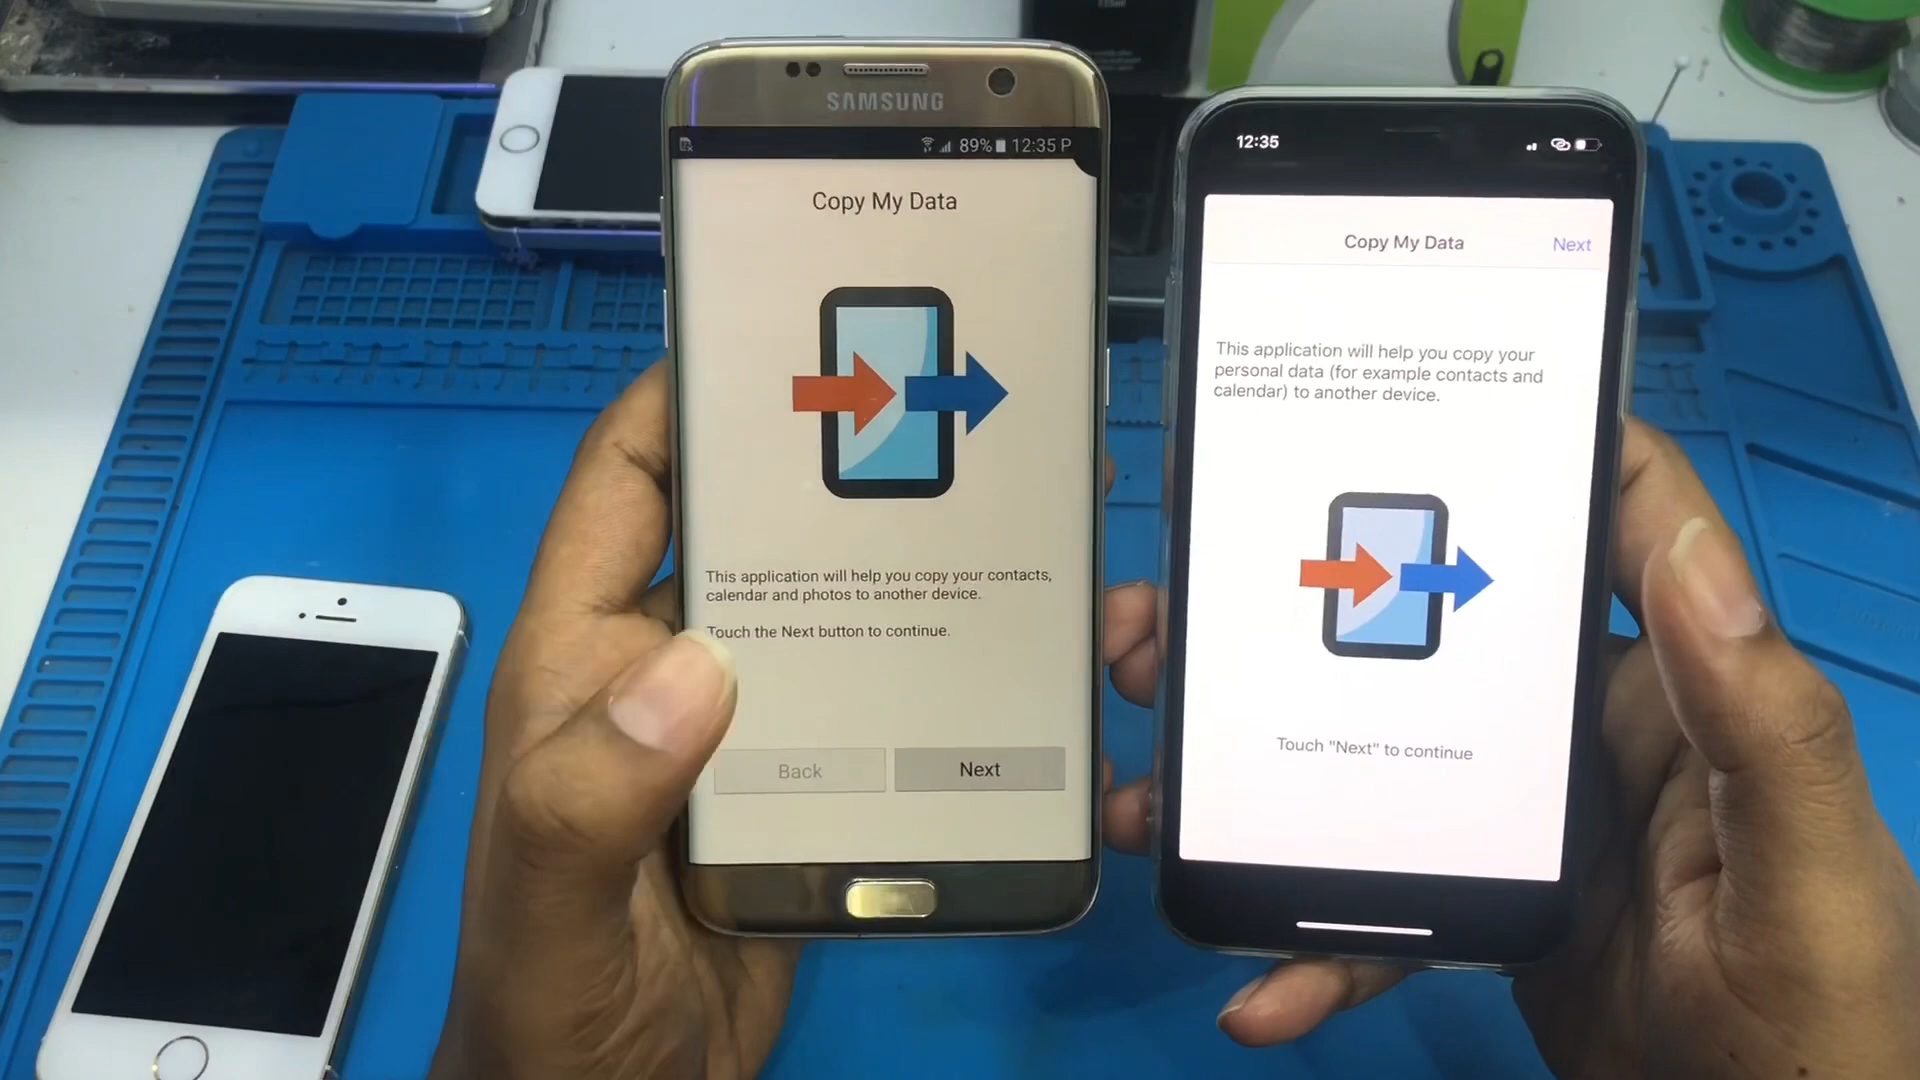 SAMSUNG
89% 12:35 P
Copy My Data
This application will help you copy your contacts,
calendar and photos to another device.
Touch the Next button to continue.
Back
Next
12:35
Copy My Data
Next
This application will help you copy your
personal data (for example contacts and
calendar) to another device.
Touch "Next" to continue